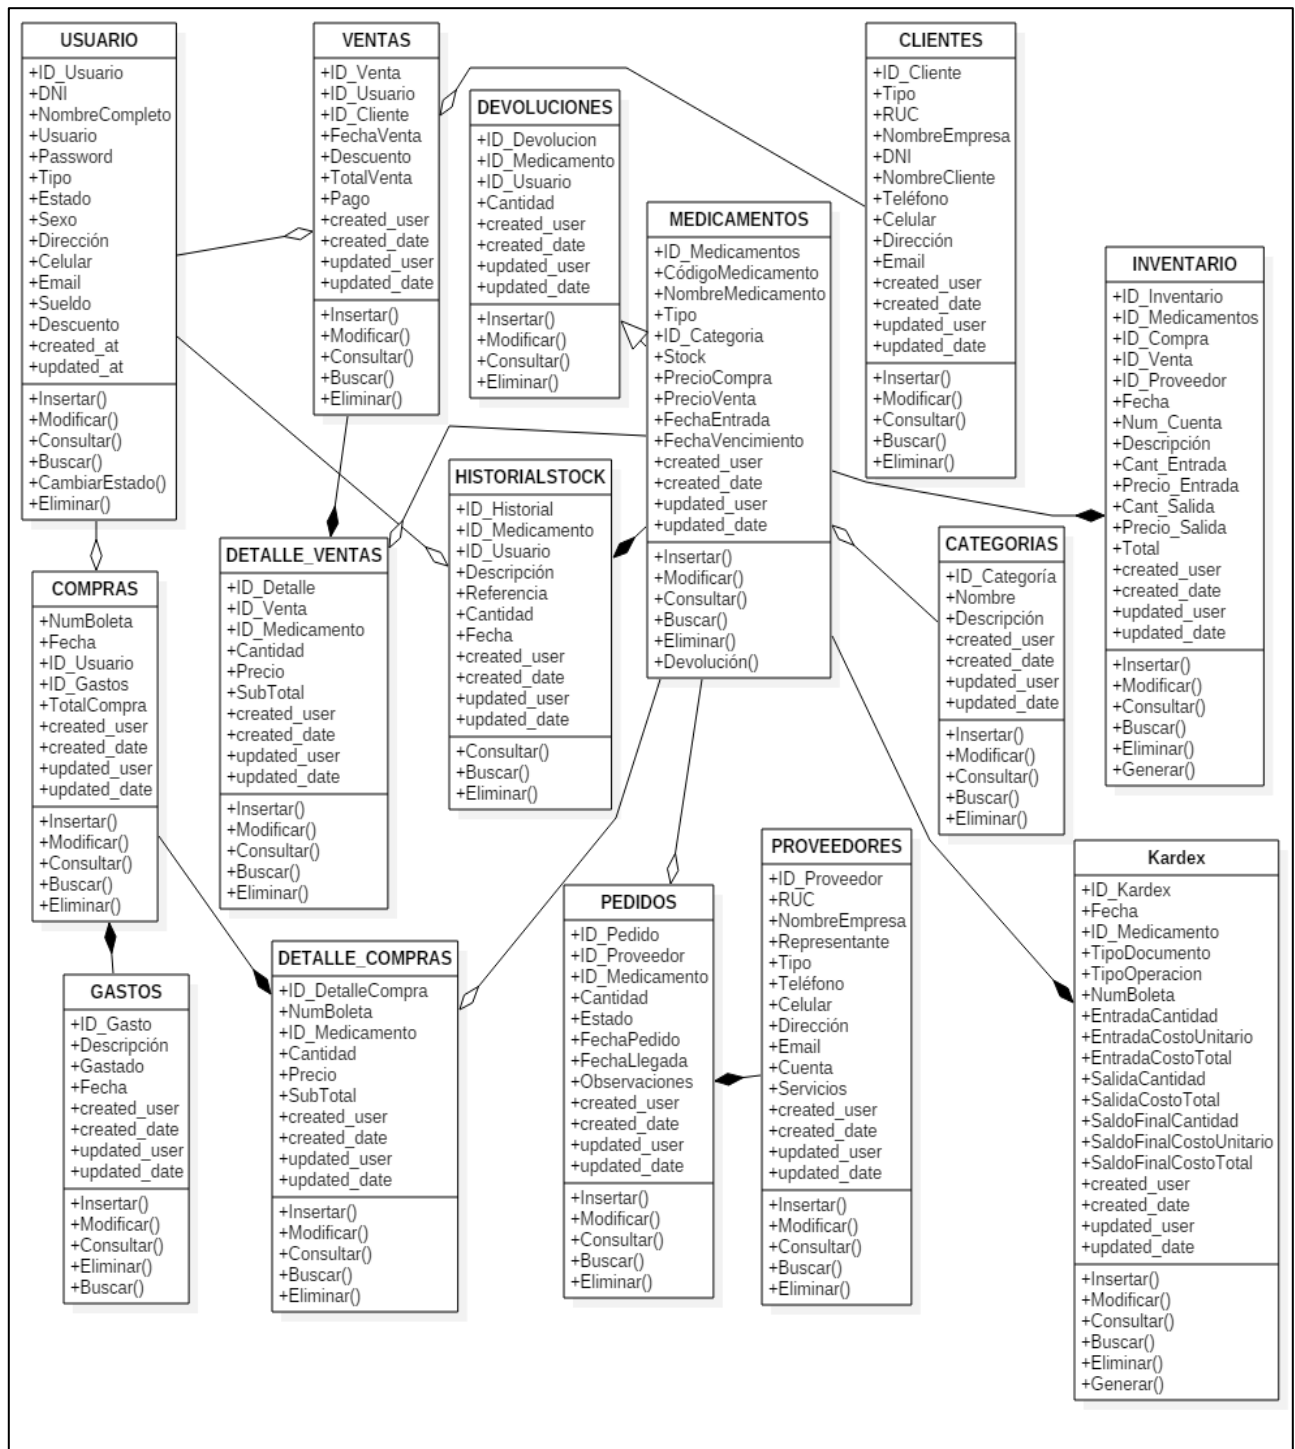 USUARIO
+ID_Usuario
+DNI
+NombreCompleto
+Usuario
+Password
+Tipo
+Estado
+Sexo
+Dirección
+Celular
+Email
+Sueldo
+Descuento
+created_at
+updated_at
+Insertar()
+Modificar()
+Consultar()
+Buscar()
+CambiarEstado()
+Eliminar()
VENTAS
+ID_Venta
+ID_Usuario
+ID_Cliente
+FechaVenta
+Descuento
+TotalVenta
+Pago
+created_user
+created_date
+updated_user
+updated_date
+Insertar()
+Modificar()
+Consultar()
+Buscar()
+Eliminar()
DEVOLUCIONES
+ID_Devolucion
+ID_Medicamento
+ID_Usuario
+Cantidad
+created_user
+created_date
+updated_user
+updated_date
+Insertar()
+Modificar()
+Consultar()
+Eliminar()
CLIENTES
+ID_Cliente
+Tipo
+RUC
+NombreEmpresa
+DNI
+NombreCliente
+Teléfono
+Celular
+Dirección
+Email
+created_user
+created_date
+updated_user
+updated_date
+Insertar()
+Modificar()
+Consultar()
+Buscar()
+Eliminar()
MEDICAMENTOS
+ID_Medicamentos
+CódigoMedicamento
+NombreMedicamento
+Tipo
+ID_Categoria
+Stock
+PrecioCompra
+PrecioVenta
+FechaEntrada
+FechaVencimiento
+created_user
+created_date
+updated_user
+updated_date
+Insertar()
+Modificar()
+Consultar()
+Buscar()
+Eliminar()
+Devolución()
INVENTARIO
+ID_Inventario
+ID_Medicamentos
+ID_Compra
+ID_Venta
+ID_Proveedor
+Fecha
+Num_Cuenta
+Descripción
+Cant_Entrada
+Precio_Entrada
+Cant_Salida
+Precio_Salida
+Total
+created_user
+created_date
+updated_user
+updated_date
+Insertar()
+Modificar()
+Consultar()
+Buscar()
+Eliminar()
+Generar()
HISTORIALSTOCK
+ID_Historial
+ID_Medicamento
+ID_Usuario
+Descripción
+Referencia
+Cantidad
+Fecha
+created_user
+created_date
+updated_user
+updated_date
+Consultar()
+Buscar()
+Eliminar()
CATEGORIAS
+ID_Categoría
+Nombre
+Descripción
+created_user
+created_date
+updated_user
+updated_date
+Insertar()
+Modificar()
+Consultar()
+Buscar()
+Eliminar()
DETALLE_VENTAS
+ID_Detalle
+ID_Venta
+ID_Medicamento
+Cantidad
+Precio
+SubTotal
+created_user
+created_date
+updated_user
+updated_date
+Insertar()
+Modificar()
+Consultar()
+Buscar()
+Eliminar()
COMPRAS
+NumBoleta
+Fecha
+ID_Usuario
+ID_Gastos
+TotalCompra
+created_user
+created_date
+updated_user
+updated_date
+Insertar()
+Modificar()
+Consultar()
+Buscar()
+Eliminar()
GASTOS
+ID_Gasto
+Descripción
+Gastado
+Fecha
+created_user
+created_date
+updated_user
+updated_date
+Insertar()
+Modificar()
+Consultar()
+Eliminar()
+Buscar()
DETALLE_COMPRAS
+ID_DetalleCompra
+NumBoleta
+ID_Medicamento
+Cantidad
+Precio
+SubTotal
+created_user
+created_date
+updated_user
+updated_date
+Insertar()
+Modificar()
+Consultar()
+Buscar()
+Eliminar()
PEDIDOS
+ID_Pedido
+ID_Proveedor
+ID_Medicamento
+Cantidad
+Estado
+FechaPedido
+FechaLlegada
+Observaciones
+created_user
+created_date
+updated_user
+updated_date
+Insertar()
+Modificar()
+Consultar()
+Buscar()
+Eliminar()
PROVEEDORES
+ID_Proveedor
+RUC
+NombreEmpresa
+Representante
+Tipo
+Teléfono
+Celular
+Dirección
+Email
+Cuenta
+Servicios
+created_user
+created_date
+updated_user
+updated_date
+Insertar()
+Modificar()
+Consultar()
+Buscar()
+Eliminar()
Kardex
+ID_Kardex
+Fecha
+ID_Medicamento
+TipoDocumento
+TipoOperacion
+NumBoleta
+EntradaCantidad
+EntradaCostoUnitario
+EntradaCostoTotal
+SalidaCantidad
+SalidaCostoTotal
+SaldoFinalCantidad
+SaldoFinalCostoUnitario
+SaldoFinalCostoTotal
+created_user
+created_date
+updated_user
+updated_date
+Insertar()
+Modificar()
+Consultar()
+Buscar()
+Eliminar()
+Generar()